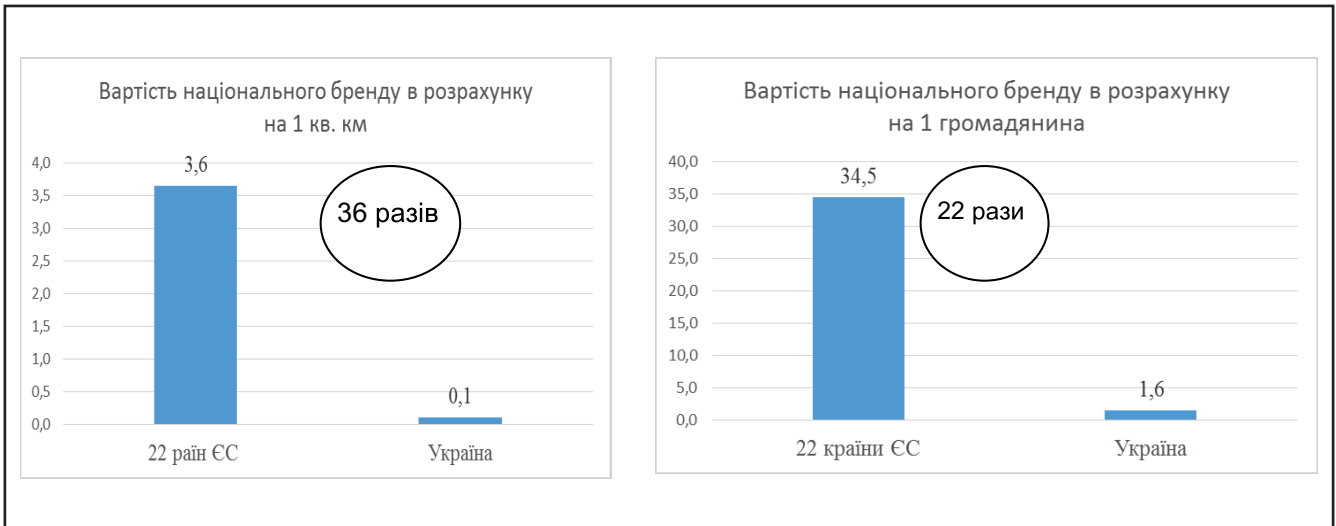 Вартість національного бренду в розрахунку
на 1 кв. км
4,0
3,5
3,0
2,5
2,0
1,5
1,0
0,5
0,0
3,6
0,1
36 разів
22 раїн ЄС
Україна
Вартість національного бренду в розрахунку
на 1 громадянина
40,0
35,0
30,0
25,0
20,0
15,0
10,0
5,0
0,0
34,5
1,6
22 рази
22 країни ЄС
Україна